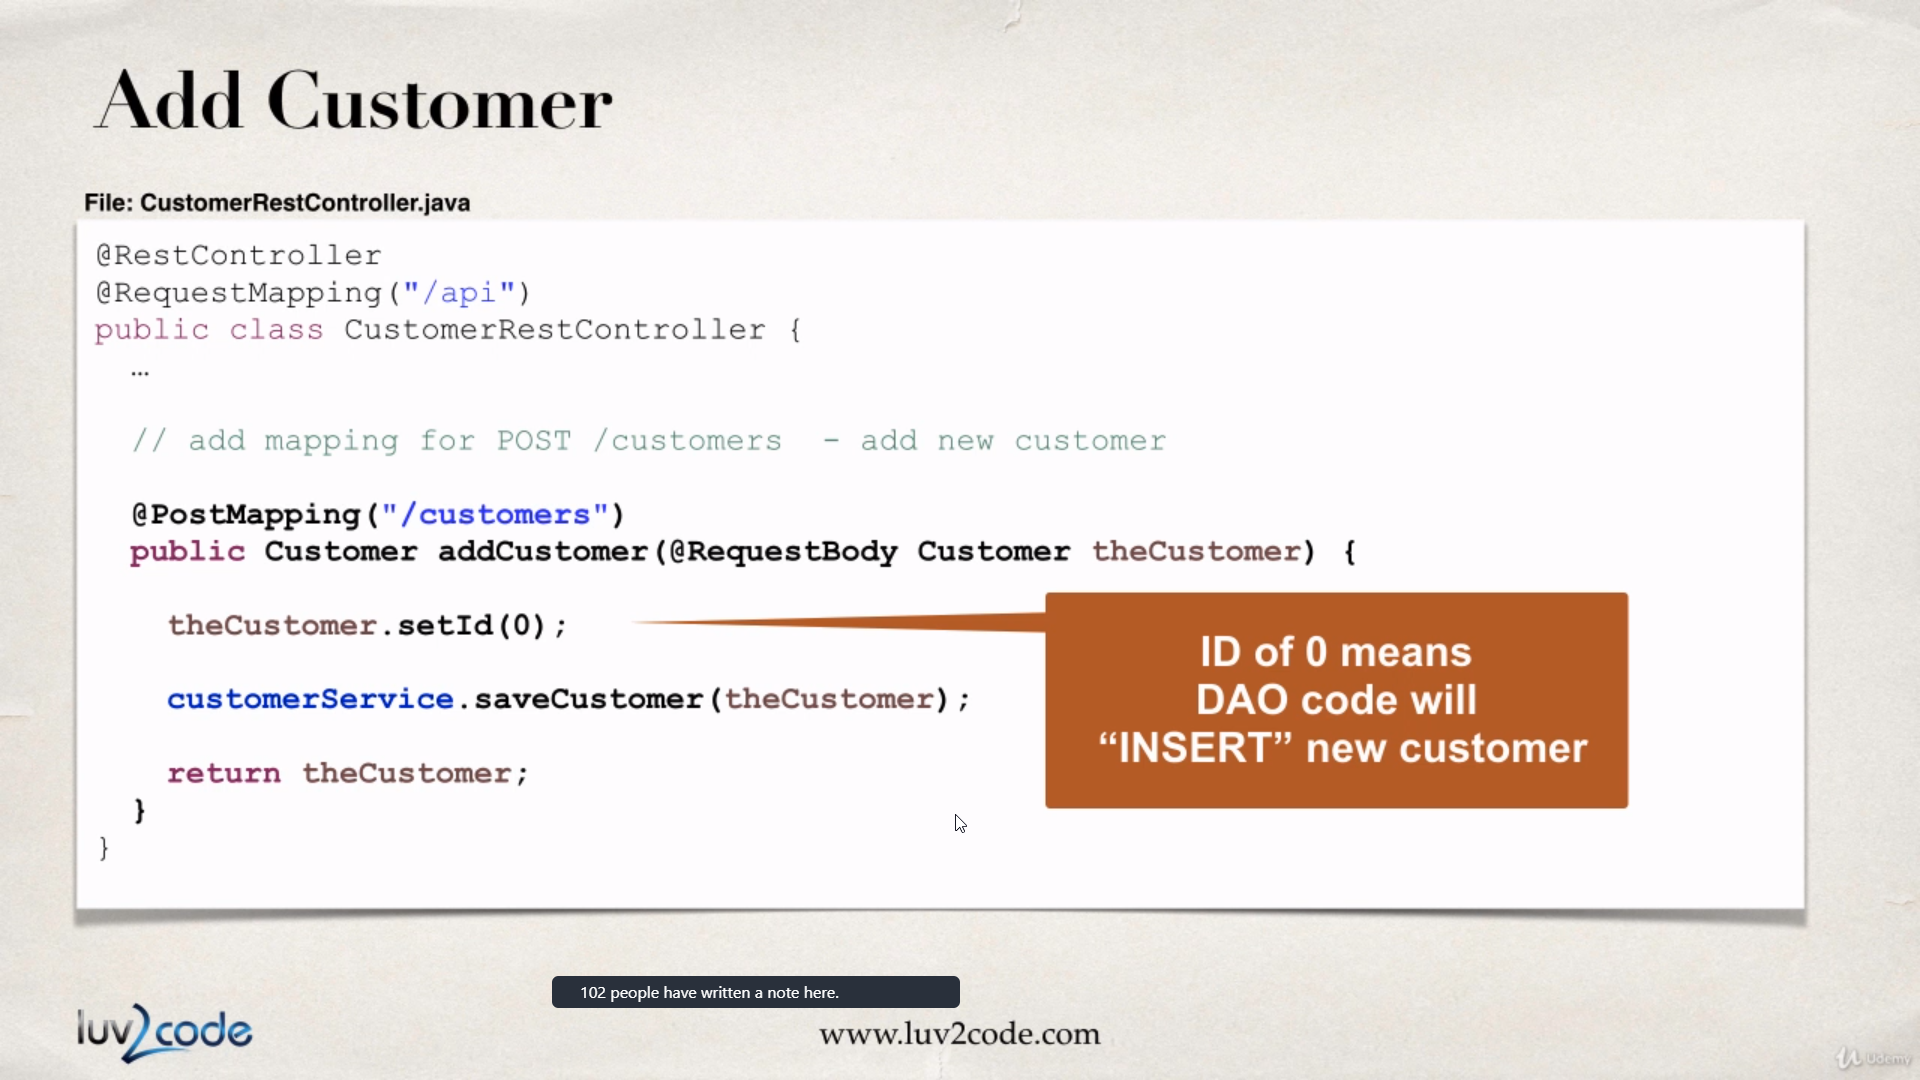 Add Customer
File: CustomerRestController.java
@RestController
@RequestMapping("/api")
public class CustomerRestController {
…
// add mapping for POST /customers  - add new customer
@PostMapping("/customers")
public Customer addCustomer(@RequestBody Customer theCustomer) {
theCustomer.setId(0);
customerService.saveCustomer(theCustomer);
return theCustomer;
}
}
ID of 0 means
DAO code will
“INSERT” new customer
102 people have written a note here.
luv2code
www.luv2code.com
Udemy